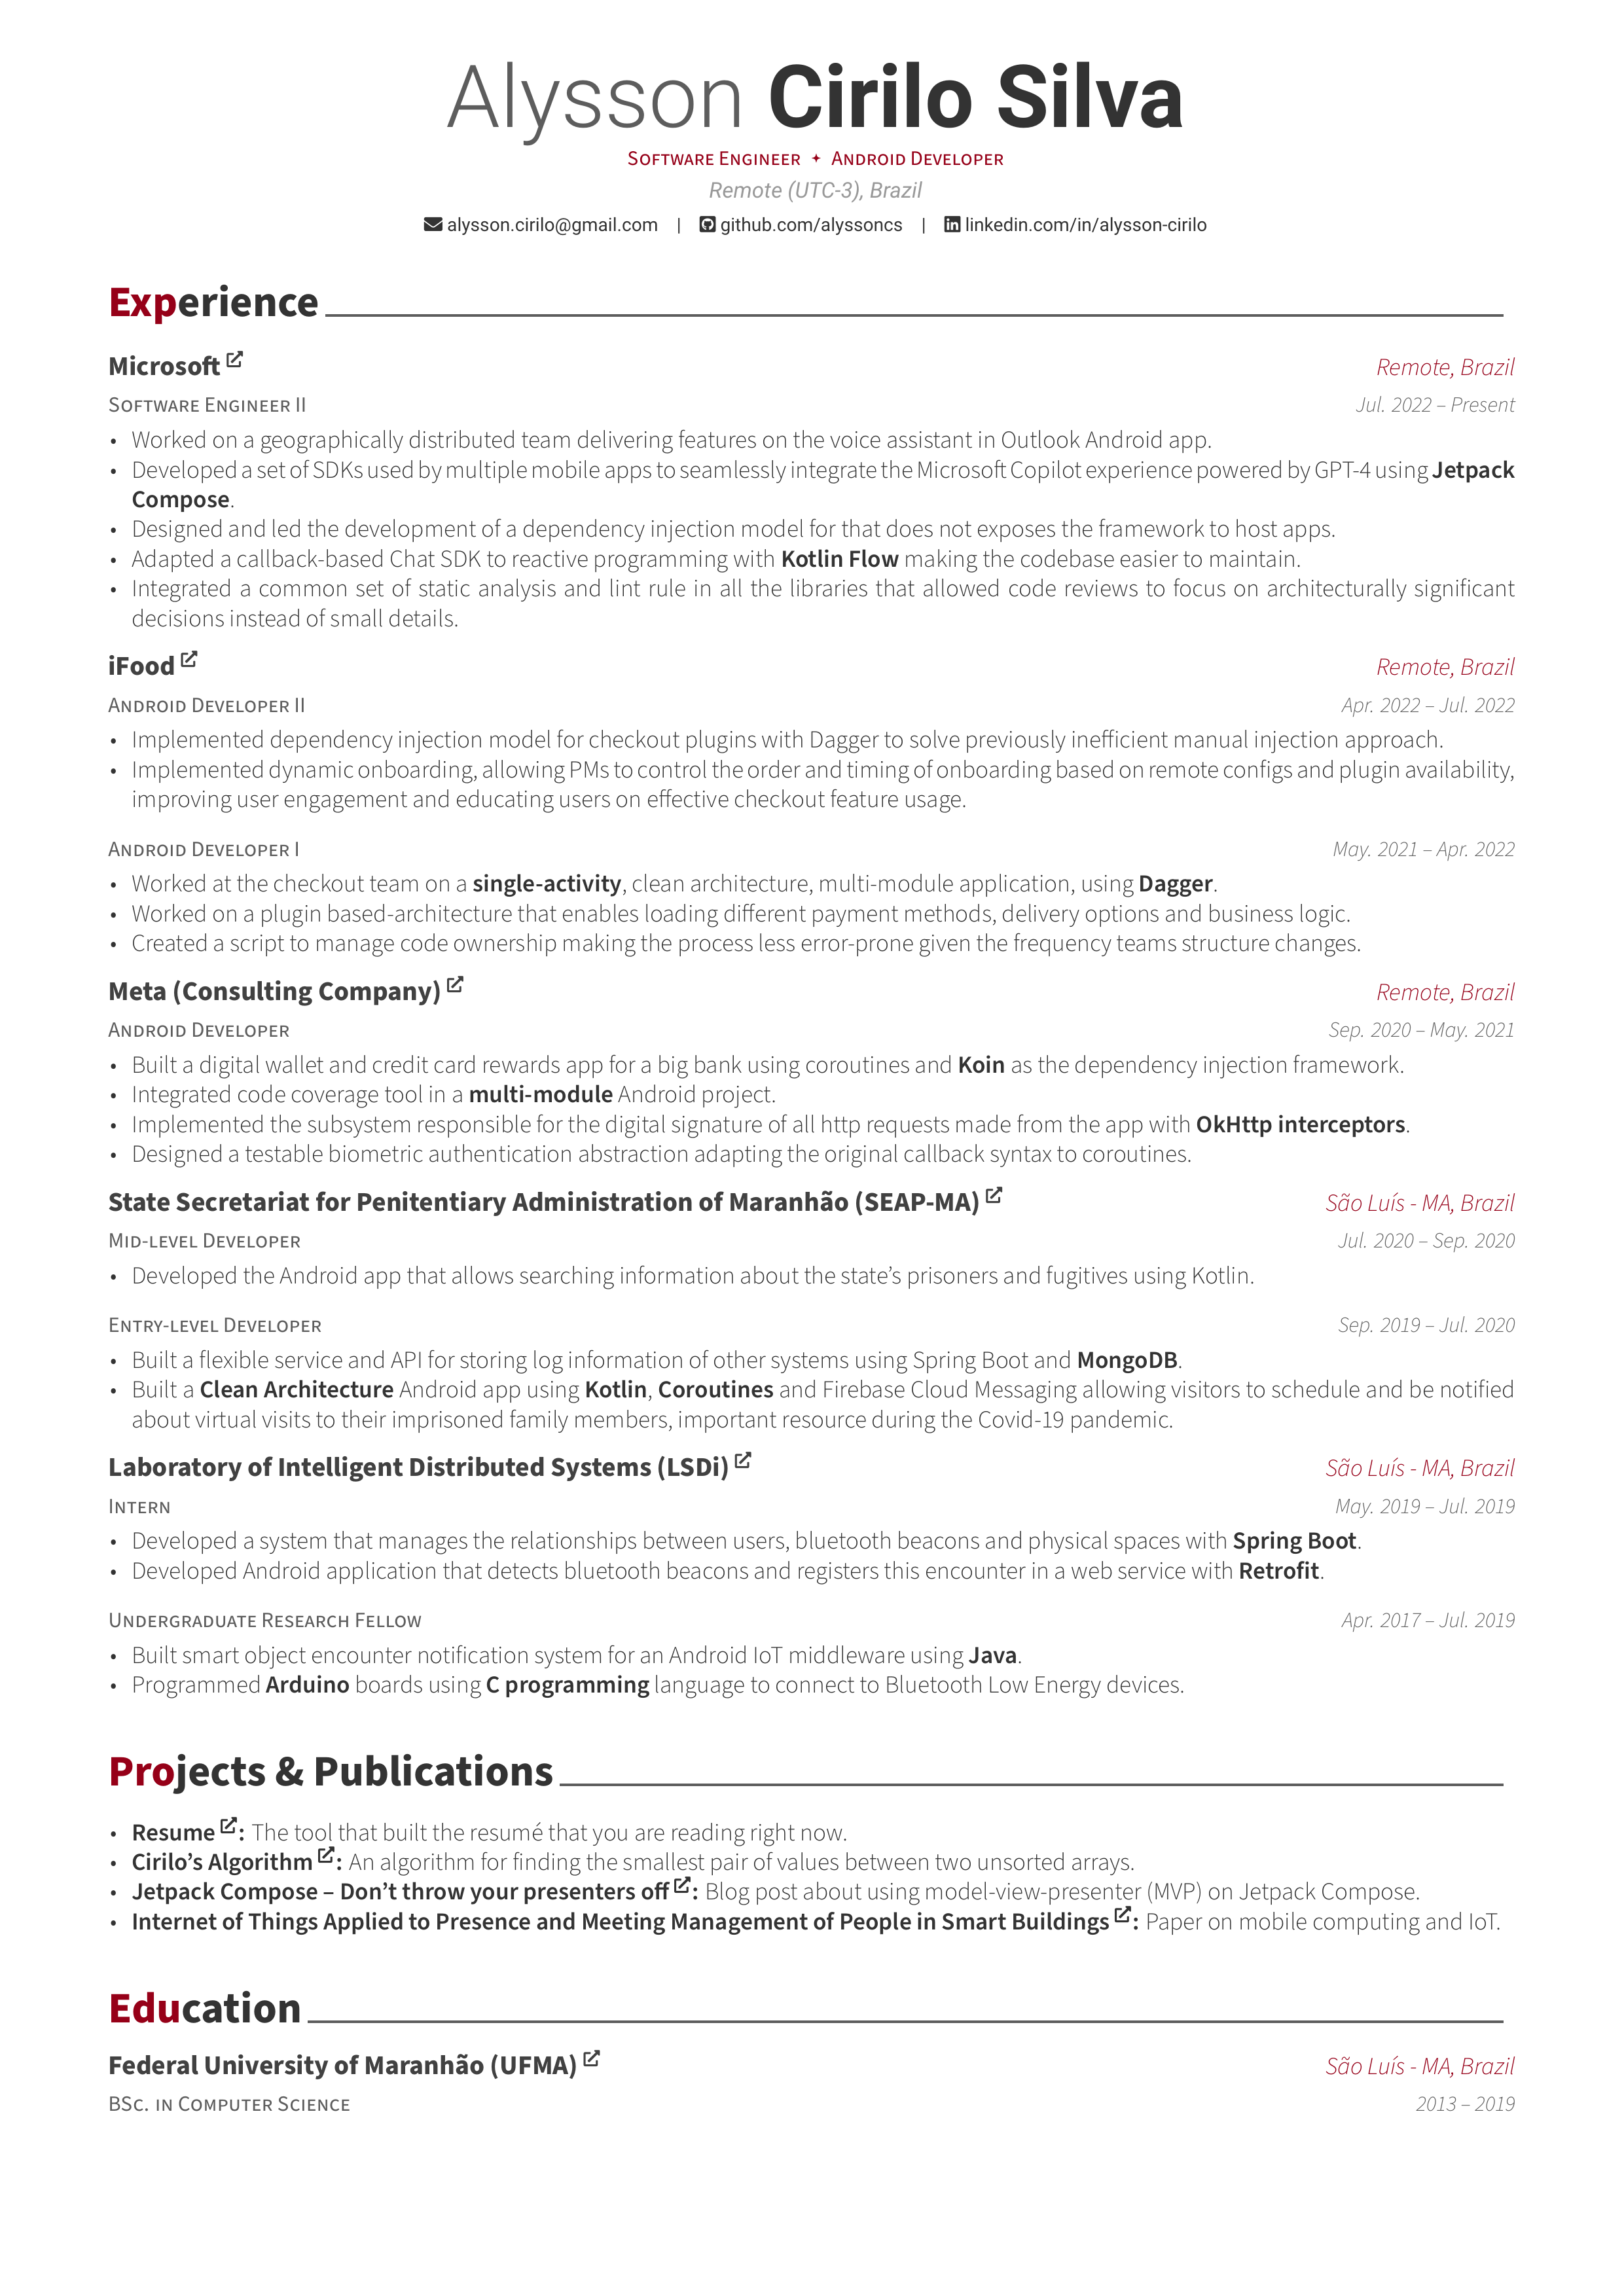 Alysson Cirilo Silva
Software Engineer ✦ Android Developer
Remote (UTC-3), Brazil
alysson.cirilo@gmail.com | github.com/alyssoncs | linkedin.com/in/alysson-cirilo
Experience
Microsoft Remote, Brazil
Software Engineer II Jul. 2022 – Present
• Worked on a geographically distributed team delivering features on the voice assistant in Outlook Android app.
• Developed a set of SDKs used by multiple mobile apps to seamlessly integrate the Microsoft Copilot experience powered by GPT-4 using Jetpack
Compose.
• Designed and led the development of a dependency injection model for that does not exposes the framework to host apps.
• Adapted a callback-based Chat SDK to reactive programming with Kotlin Flow making the codebase easier to maintain.
• Integrated a common set of static analysis and lint rule in all the libraries that allowed code reviews to focus on architecturally significant
decisions instead of small details.
iFood Remote, Brazil
Android Developer II Apr. 2022 – Jul. 2022
• Implemented dependency injection model for checkout plugins with Dagger to solve previously inefficient manual injection approach.
• Implemented dynamic onboarding, allowing PMs to control the order and timing of onboarding based on remote configs and plugin availability,
improving user engagement and educating users on effective checkout feature usage.
Android Developer I May. 2021 – Apr. 2022
• Worked at the checkout team on a single-activity, clean architecture, multi-module application, using Dagger.
• Worked on a plugin based-architecture that enables loading different payment methods, delivery options and business logic.
• Created a script to manage code ownership making the process less error-prone given the frequency teams structure changes.
Meta (Consulting Company) Remote, Brazil
Android Developer Sep. 2020 – May. 2021
• Built a digital wallet and credit card rewards app for a big bank using coroutines and Koin as the dependency injection framework.
• Integrated code coverage tool in a multi-module Android project.
• Implemented the subsystem responsible for the digital signature of all http requests made from the app with OkHttp interceptors.
• Designed a testable biometric authentication abstraction adapting the original callback syntax to coroutines.
State Secretariat for Penitentiary Administration of Maranhão (SEAP-MA) São Luís - MA, Brazil
Mid-level Developer Jul. 2020 – Sep. 2020
• Developed the Android app that allows searching information about the state’s prisoners and fugitives using Kotlin.
Entry-level Developer Sep. 2019 – Jul. 2020
• Built a flexible service and API for storing log information of other systems using Spring Boot and MongoDB.
• Built a Clean Architecture Android app using Kotlin, Coroutines and Firebase Cloud Messaging allowing visitors to schedule and be notified
about virtual visits to their imprisoned family members, important resource during the Covid-19 pandemic.
Laboratory of Intelligent Distributed Systems (LSDi) São Luís - MA, Brazil
Intern May. 2019 – Jul. 2019
• Developed a system that manages the relationships between users, bluetooth beacons and physical spaces with Spring Boot.
• Developed Android application that detects bluetooth beacons and registers this encounter in a web service with Retrofit.
Undergraduate Research Fellow Apr. 2017 – Jul. 2019
• Built smart object encounter notification system for an Android IoT middleware using Java.
• Programmed Arduino boards using C programming language to connect to Bluetooth Low Energy devices.
Projects & Publications
• Resume: The tool that built the resumé that you are reading right now.
• Cirilo’s Algorithm: An algorithm for finding the smallest pair of values between two unsorted arrays.
• Jetpack Compose – Don’t throw your presenters off: Blog post about using model-view-presenter (MVP) on Jetpack Compose.
• Internet of Things Applied to Presence and Meeting Management of People in Smart Buildings: Paper on mobile computing and IoT.
Education
Federal University of Maranhão (UFMA) São Luís - MA, Brazil
BSc. in Computer Science 2013 – 2019